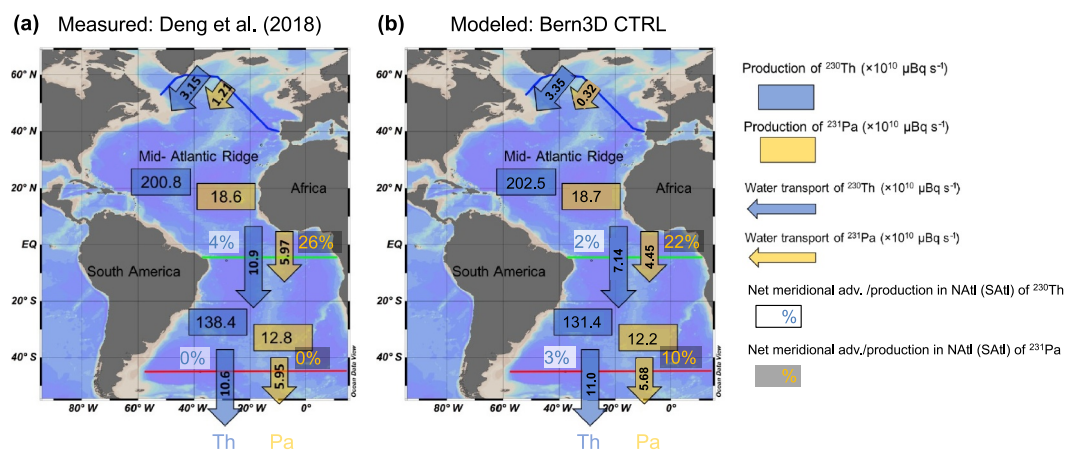 (a) Measured: Deng et al. (2018)
60° N
40° N
20° N
EQ
20° S
40° S
3.15
1.21
Mid- Atlantic Ridge
200.8
18.6
Africa
4%
26%
10.9
5.97
South America
138.4
12.8
0%
0%
10.6
5.95
Ocean Data View
80° W
60° W
40° W
20° W
0°
Th
Pa
(b) Modeled: Bern3D CTRL
60° N
40° N
20° N
EQ
20° S
40° S
3.35
0.32
Mid- Atlantic Ridge
202.5
18.7
Africa
2%
22%
7.14
4.45
South America
131.4
12.2
3%
10%
11.0
5.68
Ocean Data View
80° W
60° W
40° W
20° W
0°
Th
Pa
Production of ²³⁰Th (×10¹⁰ µBq s⁻¹)
Production of ²³¹Pa (×10¹⁰ µBq s⁻¹)
Water transport of ²³⁰Th (×10¹⁰ µBq s⁻¹)
Water transport of ²³¹Pa (×10¹⁰ µBq s⁻¹)
Net meridional adv. /production in NAtl (SAtl) of ²³⁰Th
%
Net meridional adv./production in NAtl (SAtl) of ²³¹Pa
%